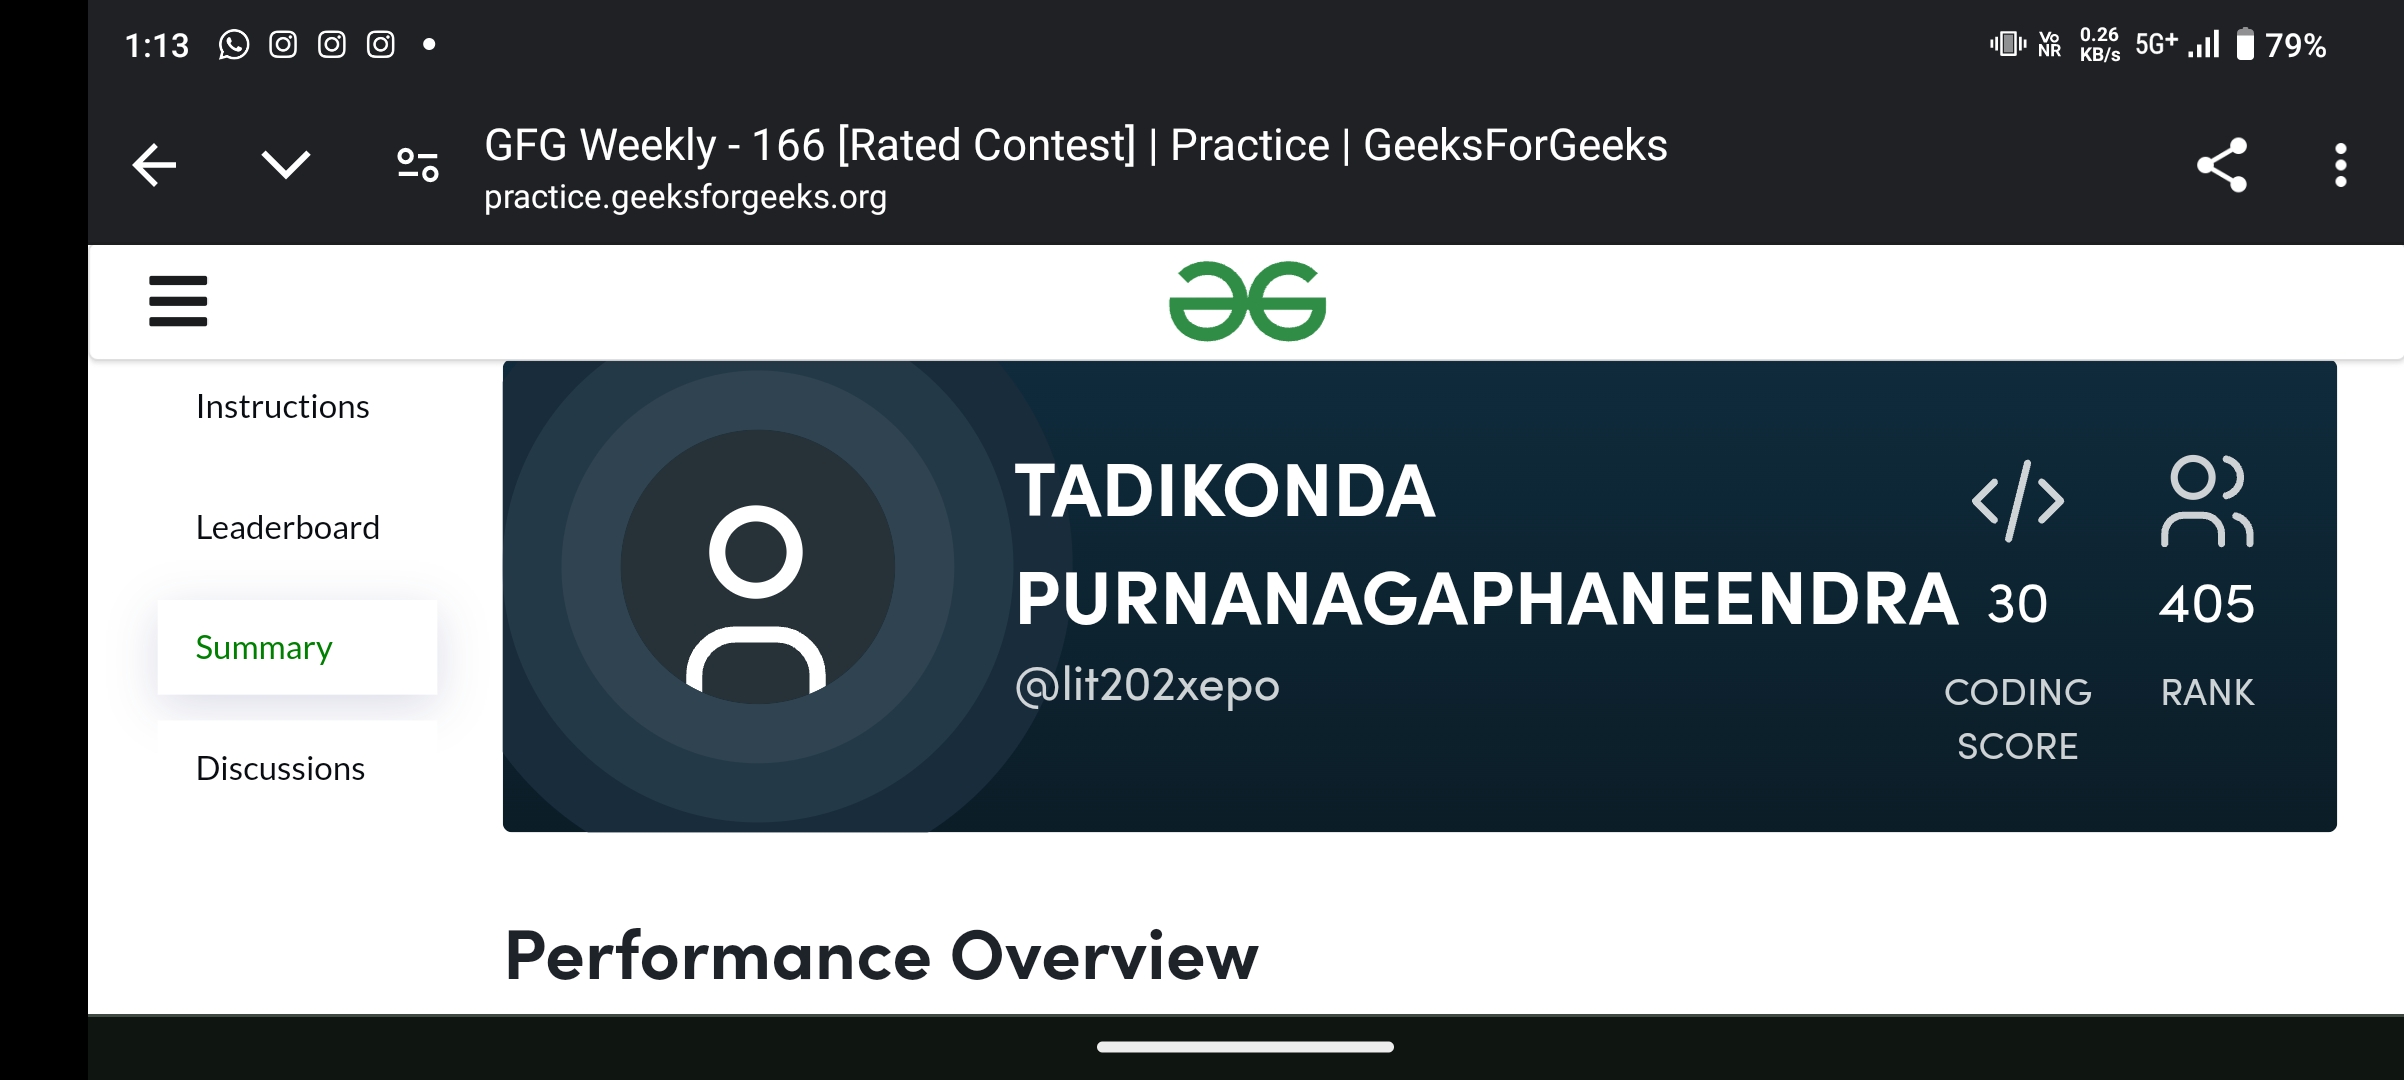 1:13
Vo NR
0.26 KB/s
5G+
79%
GFG Weekly - 166 [Rated Contest] | Practice | GeeksForGeeks
practice.geeksforgeeks.org
Instructions
Leaderboard
Summary
Discussions
TADIKONDA
PURNANAGAPHANEENDRA
@lit202xepo
30
CODING
SCORE
405
RANK
Performance Overview